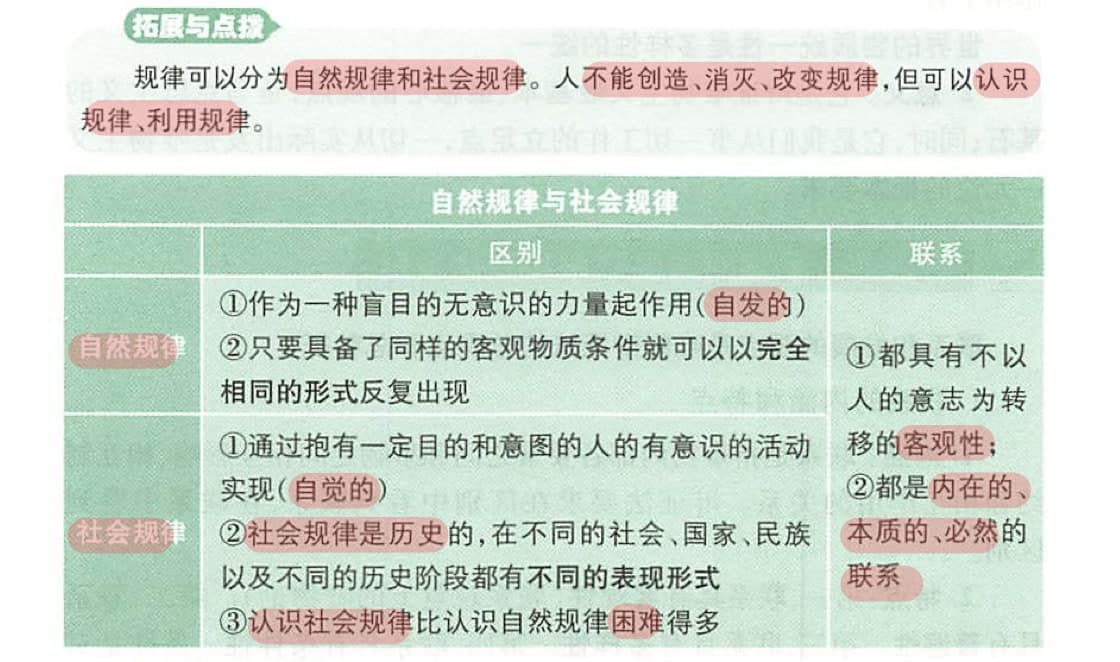 拓展与点拨
规律可以分为自然规律和社会规律。人不能创造、消灭、改变规律,但可以认识
规律、利用规律。
自然规律与社会规律
区别
联系
自然规律
①作为一种盲目的无意识的力量起作用(自发的)
②只要具备了同样的客观物质条件就可以以完全
相同的形式反复出现
社会规律
①通过抱有一定目的和意图的人的有意识的活动
实现(自觉的)
②社会规律是历史的,在不同的社会、国家、民族
以及不同的历史阶段都有不同的表现形式
③认识社会规律比认识自然规律困难得多
①都具有不以
人的意志为转
移的客观性;
②都是内在的、
本质的、必然的
联系